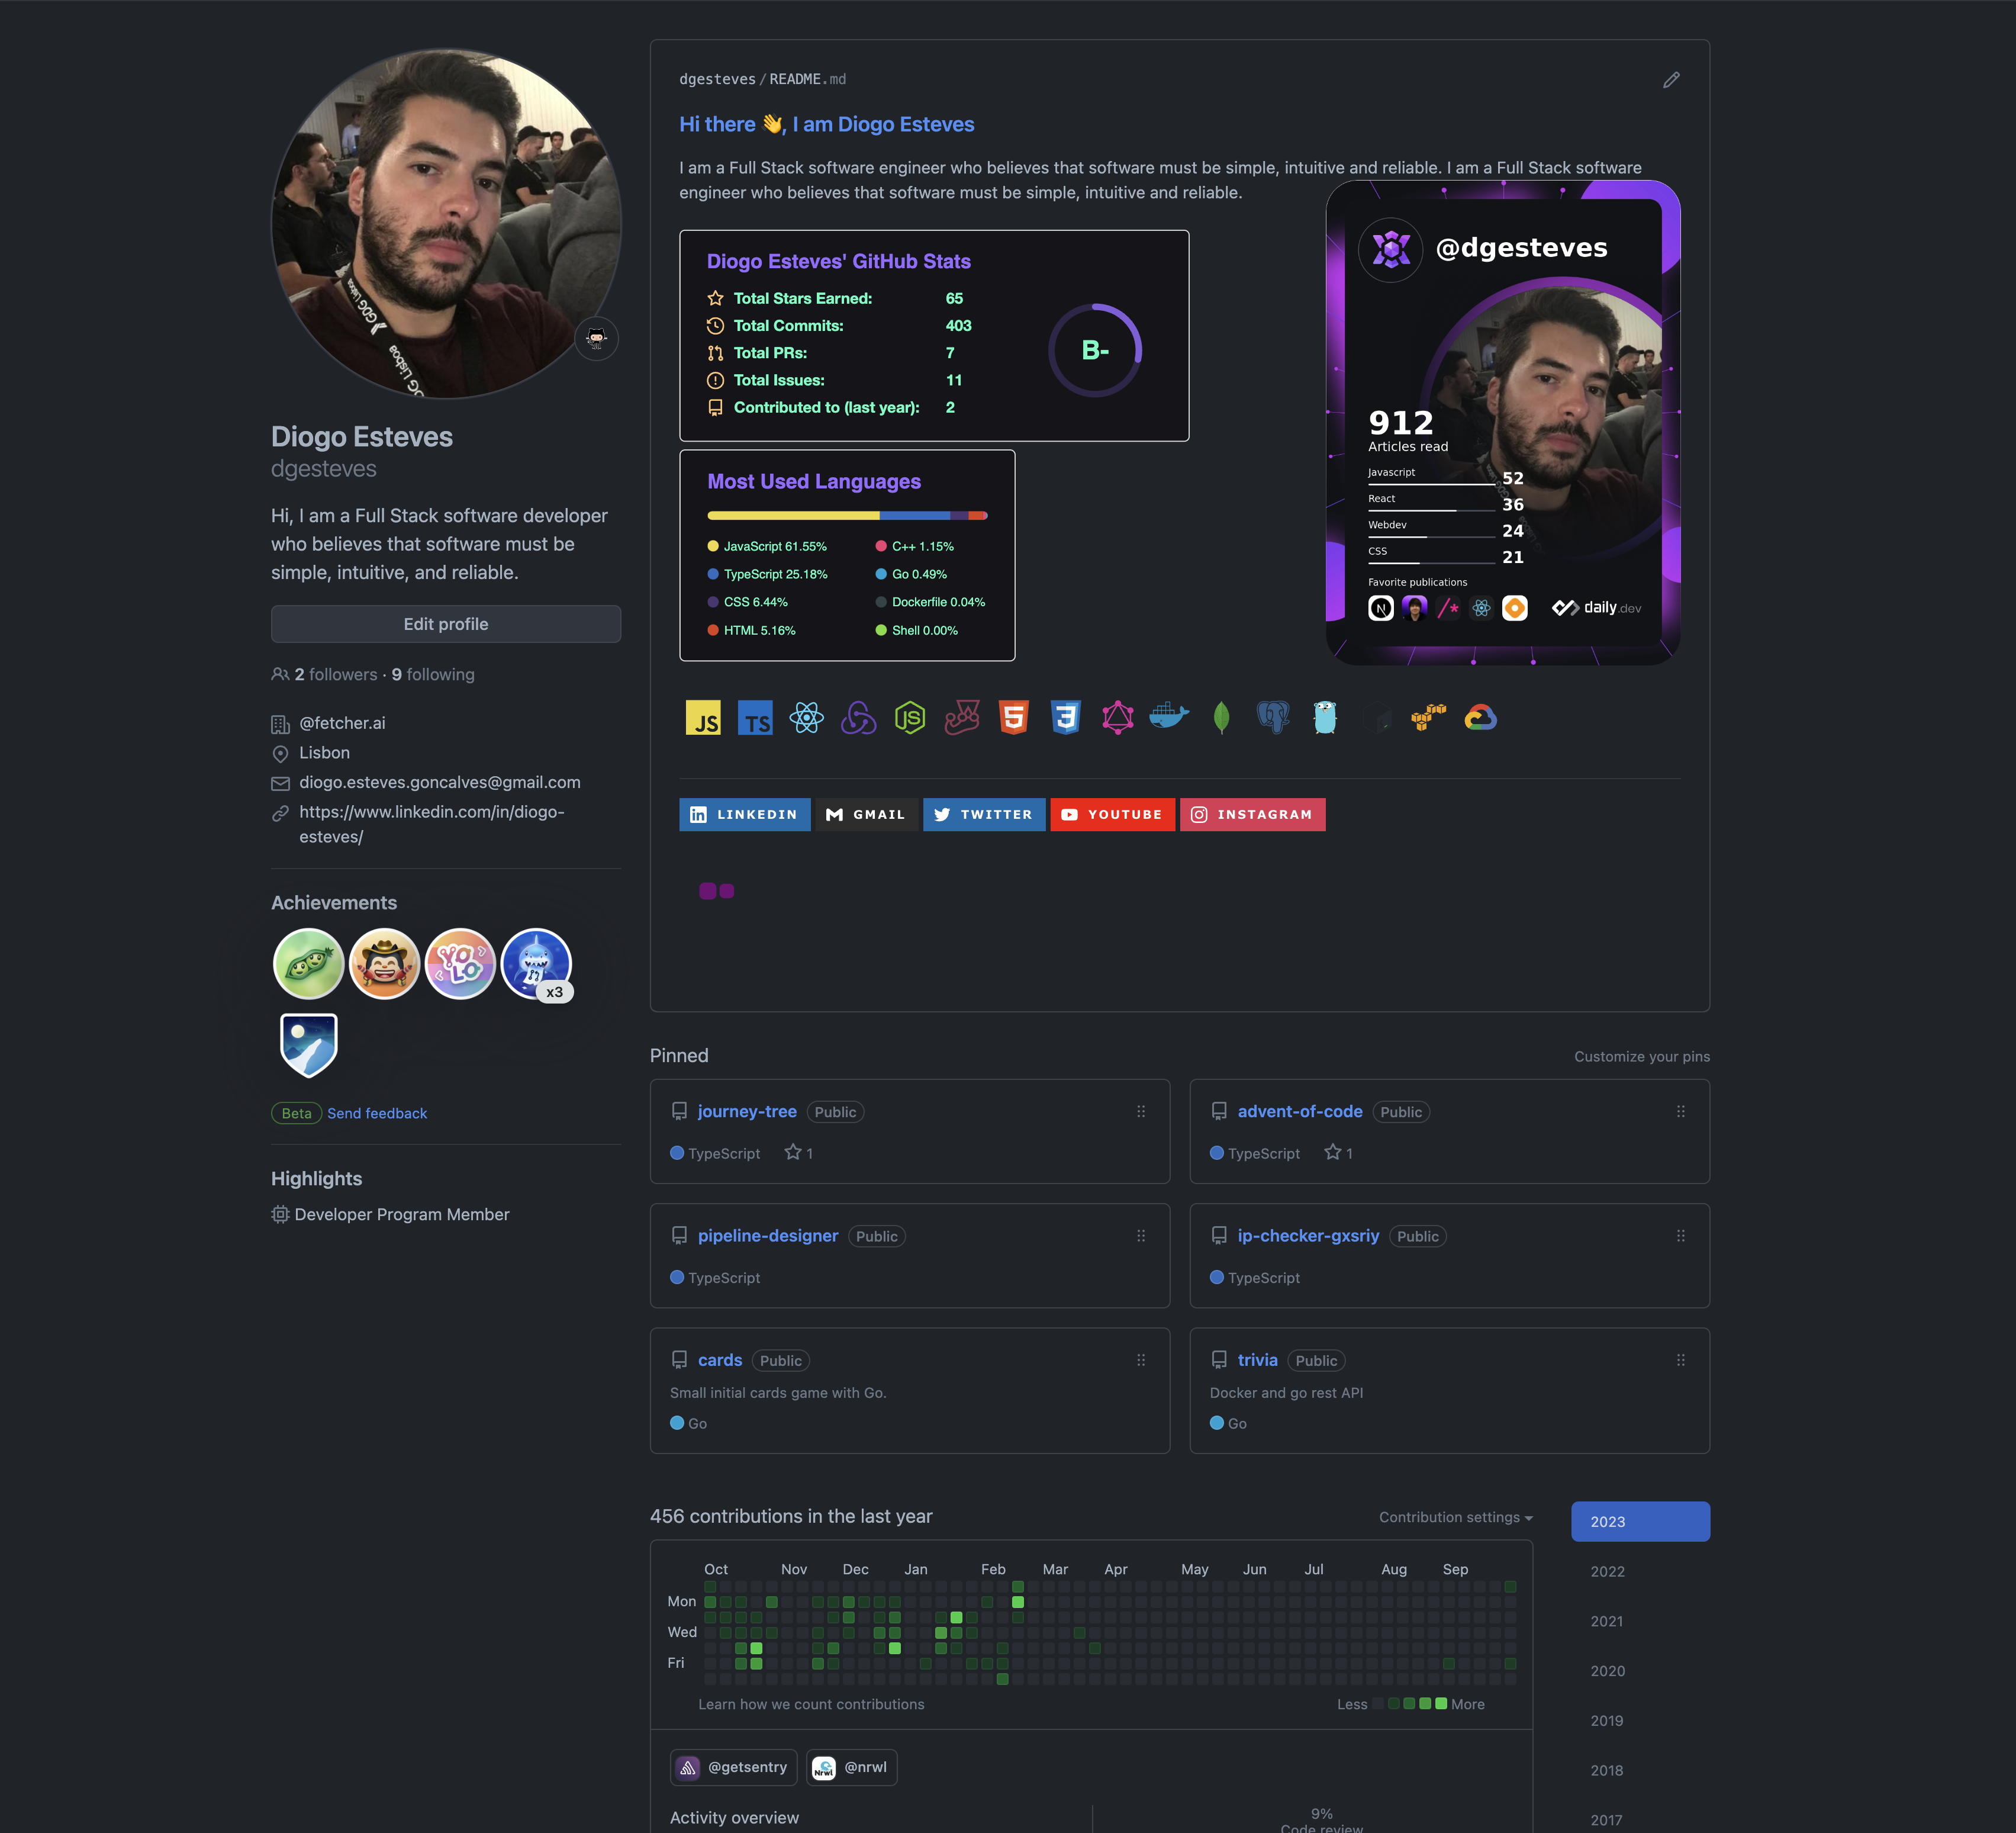 Diogo Esteves
dgesteves
Hi, I am a Full Stack software developer
who believes that software must be
simple, intuitive, and reliable.
Edit profile
2 followers · 9 following
@fetcher.ai
Lisbon
diogo.esteves.goncalves@gmail.com
https://www.linkedin.com/in/diogo-
esteves/
Achievements
YOLO
x3
Beta Send feedback
Highlights
Developer Program Member
dgesteves/README.md
Hi there 👋, I am Diogo Esteves
I am a Full Stack software engineer who believes that software must be simple, intuitive and reliable. I am a Full Stack software
engineer who believes that software must be simple, intuitive and reliable.
Diogo Esteves' GitHub Stats
Total Stars Earned: 65
Total Commits: 403
Total PRs: 7
Total Issues: 11
Contributed to (last year): 2
B-
Most Used Languages
JavaScript 61.55% C++ 1.15%
TypeScript 25.18% Go 0.49%
CSS 6.44% Dockerfile 0.04%
HTML 5.16% Shell 0.00%
@dgesteves
912
Articles read
Javascript 52
React 36
Webdev 24
CSS 21
Favorite publications
daily.dev
JS TS JS 5 3
LINKEDIN GMAIL TWITTER YOUTUBE INSTAGRAM
Pinned Customize your pins
journey-tree Public
TypeScript 1
advent-of-code Public
TypeScript 1
pipeline-designer Public
TypeScript
ip-checker-gxsriy Public
TypeScript
cards Public
Small initial cards game with Go.
Go
trivia Public
Docker and go rest API
Go
456 contributions in the last year Contribution settings
Oct Nov Dec Jan Feb Mar Apr May Jun Jul Aug Sep
Mon
Wed
Fri
Learn how we count contributions Less More
@getsentry Nrwl @nrwl
Activity overview
9%
Code review
2023
2022
2021
2020
2019
2018
2017